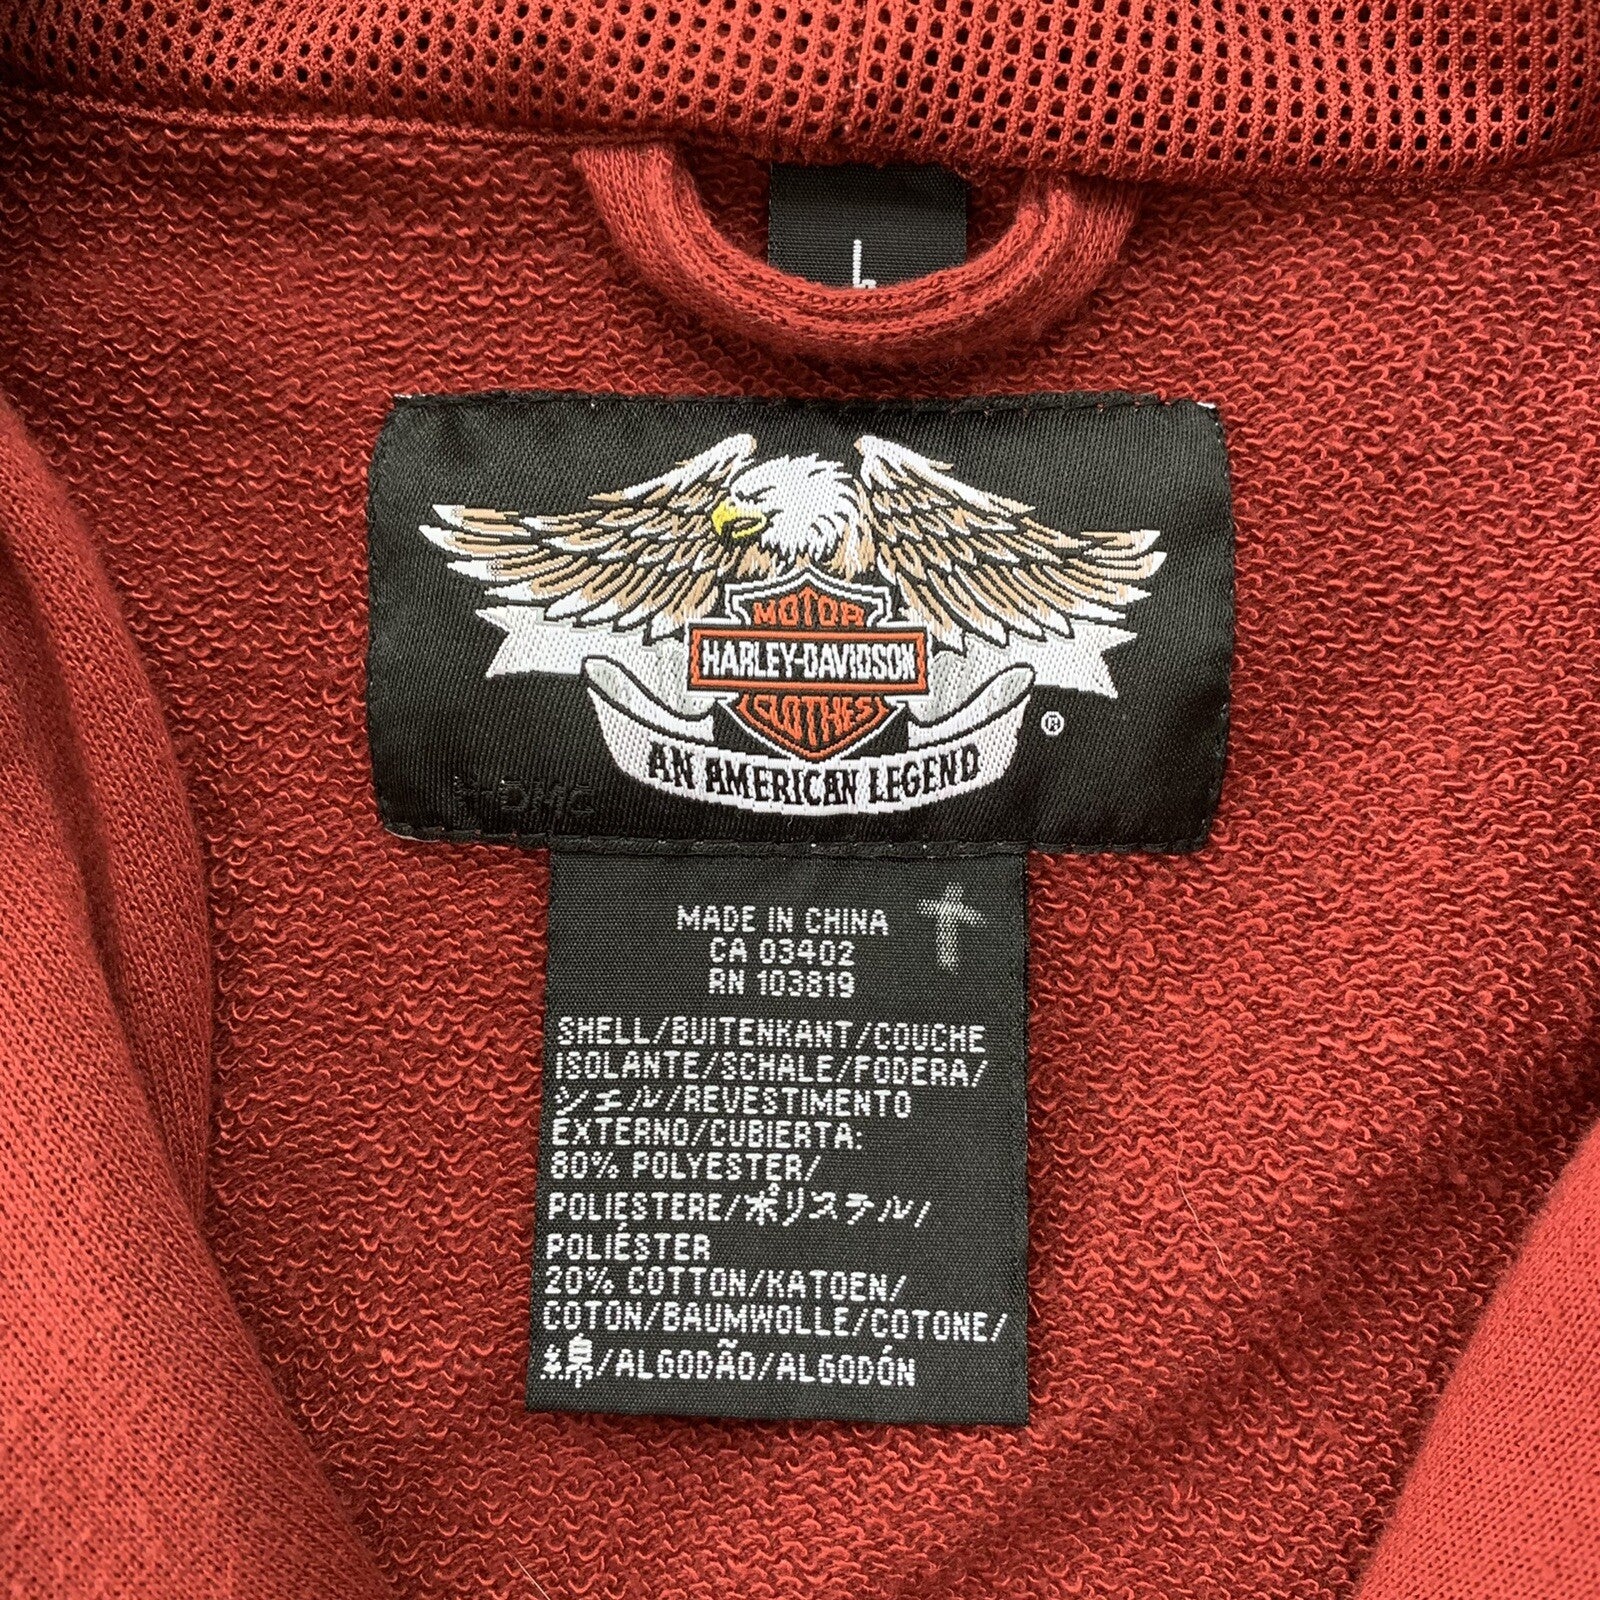 L
MOTOR
HARLEY-DAVIDSON
CLOTHES
®
AN AMERICAN LEGEND
HDMC
MADE IN CHINA
CA 03402
RN 103819
SHELL/BUITENKANT/COUCHE
ISOLANTE/SCHALE/FODERA/
シェル/REVESTIMENTO
EXTERNO/CUBIERTA:
80% POLYESTER/
POLIESTERE/ポリステル/
POLIÉSTER
20% COTTON/KATOEN/
COTON/BAUMWOLLE/COTONE/
綿/ALGODÃO/ALGODÓN